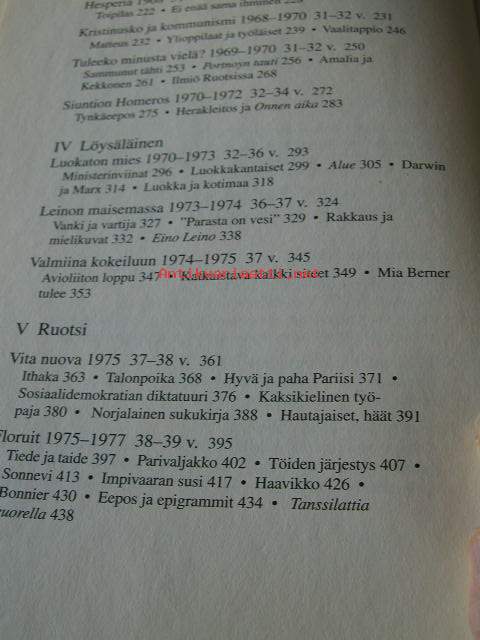 Hesperia
Toipilas 222 • Ei enää sama ihminen
Kristinusko ja kommunismi 1968–1970 31–32 v. 231
Matteus 232 • Ylioppilaat ja työläiset 239 • Vaalitappio 246
Tuleeko minusta vielä? 1969–1970 31–32 v. 250
Sammunut tähti 253 • Portnoyn tauti 256 • Amalia ja
Kekkonen 261 • Ilmiö Ruotsissa 268
Siuntion Homeros 1970–1972 32–34 v. 272
Tynkäeepos 275 • Herakleitos ja Onnen aika 283
IV Löysäläinen
Luokaton mies 1970–1973 32–36 v. 293
Ministerinviinat 296 • Luokkakantaiset 299 • Alue 305 • Darwin
ja Marx 314 • Luokka ja kotimaa 318
Leinon maisemassa 1973–1974 36–37 v. 324
Vanki ja vartija 327 • "Parasta on vesi" 329 • Rakkaus ja
mielikuvat 332 • Eino Leino 338
Valmiina kokeiluun 1974–1975 37 v. 345
Avioliiton loppu 347 • Katkaistava kaikki siteet 349 • Mia Berner
tulee 353
V Ruotsi
Vita nuova 1975 37–38 v. 361
Ithaka 363 • Talonpoika 368 • Hyvä ja paha Pariisi 371 •
Sosiaalidemokratian diktatuuri 376 • Kaksikielinen työ-
paja 380 • Norjalainen sukukirja 388 • Hautajaiset, häät 391
Floruit 1975–1977 38–39 v. 395
Tiede ja taide 397 • Parivaljakko 402 • Töiden järjestys 407 •
Sonnevi 413 • Impivaaran susi 417 • Haavikko 426 •
Bonnier 430 • Eepos ja epigrammit 434 • Tanssilattia
vuorella 438